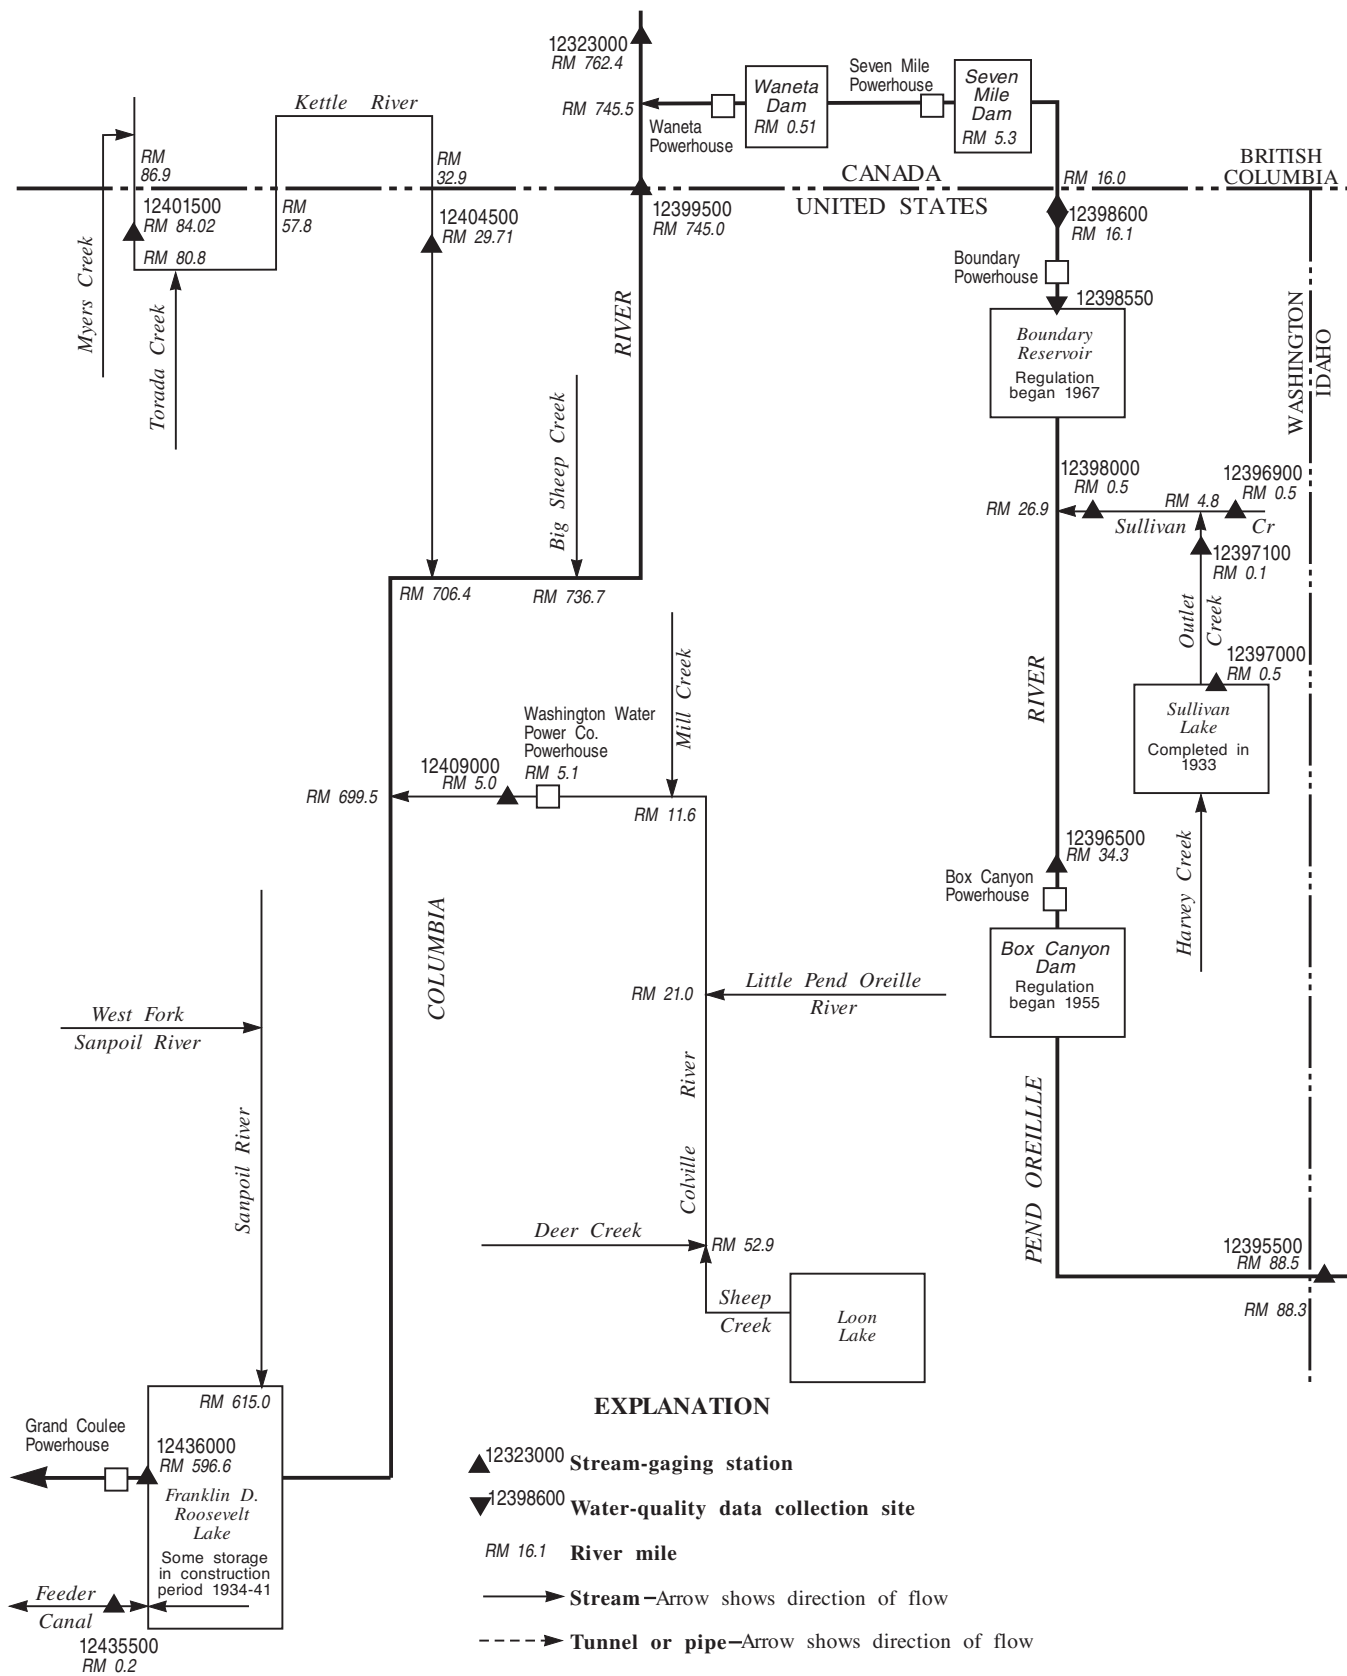 12323000
RM 762.4
Seven Mile
Powerhouse
Seven
Mile
Dam
RM 5.3
Waneta
Dam
RM 0.51
Kettle River
RM 745.5
Waneta
Powerhouse
BRITISH
COLUMBIA
RM
86.9
RM
32.9
CANADA
UNITED STATES
RM 16.0
12401500
RM 84.02
RM
57.8
12404500
RM 29.71
12399500
RM 745.0
12398600
RM 16.1
RM 80.8
Boundary
Powerhouse
12398550
Myers Creek
Torada Creek
RIVER
WASHINGTON
IDAHO
Boundary
Reservoir
Regulation
began 1967
Big Sheep Creek
12398000
RM 0.5
12396900
RM 0.5
RM 4.8
RM 26.9
Sullivan Cr
12397100
RM 0.1
RM 706.4
RM 736.7
Outlet
Creek
Mill Creek
RIVER
12397000
RM 0.5
Sullivan
Lake
Completed in
1933
Washington Water
Power Co.
Powerhouse
RM 5.1
12409000
RM 5.0
RM 699.5
RM 11.6
12396500
RM 34.3
Box Canyon
Powerhouse
Harvey Creek
COLUMBIA
Box Canyon
Dam
Regulation
began 1955
RM 21.0
Little Pend Oreille
River
West Fork
Sanpoil River
Colville River
PEND OREILLLE
Sanpoil River
Deer Creek
RM 52.9
12395500
RM 88.5
RM 88.3
Sheep
Creek
Loon
Lake
RM 615.0
Grand Coulee
Powerhouse
12436000
RM 596.6
Franklin D.
Roosevelt
Lake
Some storage
in construction
period 1934-41
Feeder
Canal
12435500
RM 0.2
EXPLANATION
12323000 Stream-gaging station
12398600 Water-quality data collection site
RM 16.1 River mile
Stream–Arrow shows direction of flow
Tunnel or pipe–Arrow shows direction of flow